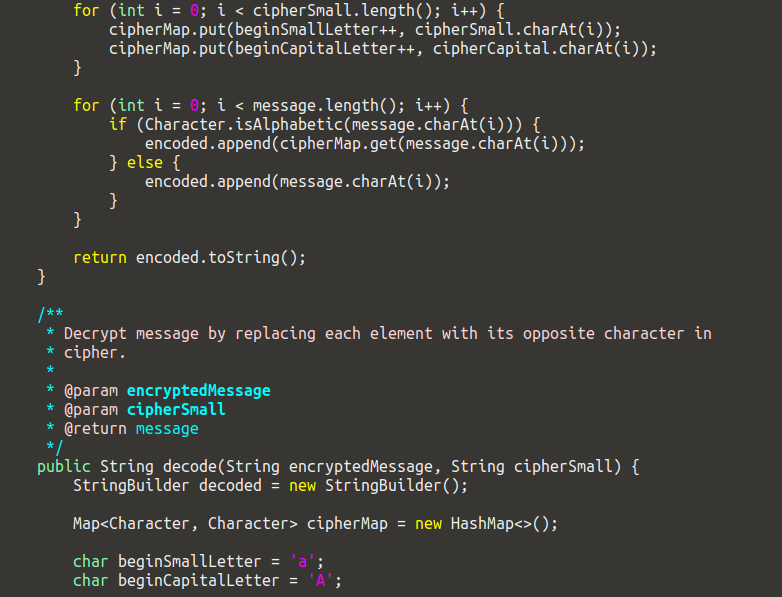 for (int i = 0; i < cipherSmall.length(); i++) {
        cipherMap.put(beginSmallLetter++, cipherSmall.charAt(i));
        cipherMap.put(beginCapitalLetter++, cipherCapital.charAt(i));
    }

    for (int i = 0; i < message.length(); i++) {
        if (Character.isAlphabetic(message.charAt(i))) {
            encoded.append(cipherMap.get(message.charAt(i)));
        } else {
            encoded.append(message.charAt(i));
        }
    }

    return encoded.toString();
}

/**
 * Decrypt message by replacing each element with its opposite character in
 * cipher.
 *
 * @param encryptedMessage
 * @param cipherSmall
 * @return message
 */
public String decode(String encryptedMessage, String cipherSmall) {
    StringBuilder decoded = new StringBuilder();

    Map<Character, Character> cipherMap = new HashMap<>();

    char beginSmallLetter = 'a';
    char beginCapitalLetter = 'A';